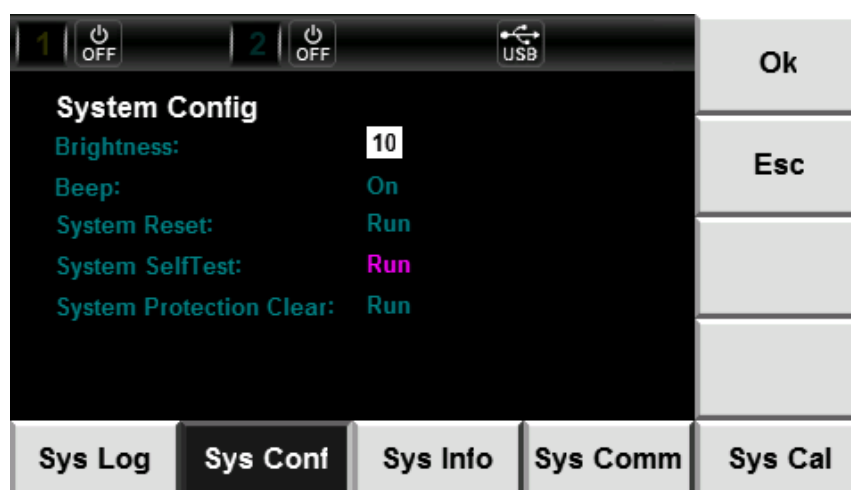 1 OFF 2 OFF USB
Ok
System Config
Brightness: 10
Esc
Beep: On
System Reset: Run
System SelfTest: Run
System Protection Clear: Run
Sys Log Sys Conf Sys Info Sys Comm Sys Cal